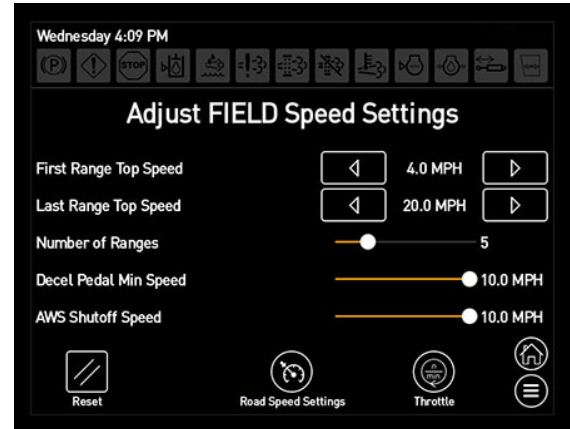 Wednesday 4:09 PM
STOP
Adjust FIELD Speed Settings
First Range Top Speed 4.0 MPH
Last Range Top Speed 20.0 MPH
Number of Ranges 5
Decel Pedal Min Speed 10.0 MPH
AWS Shutoff Speed 10.0 MPH
n/min
Reset Road Speed Settings Throttle